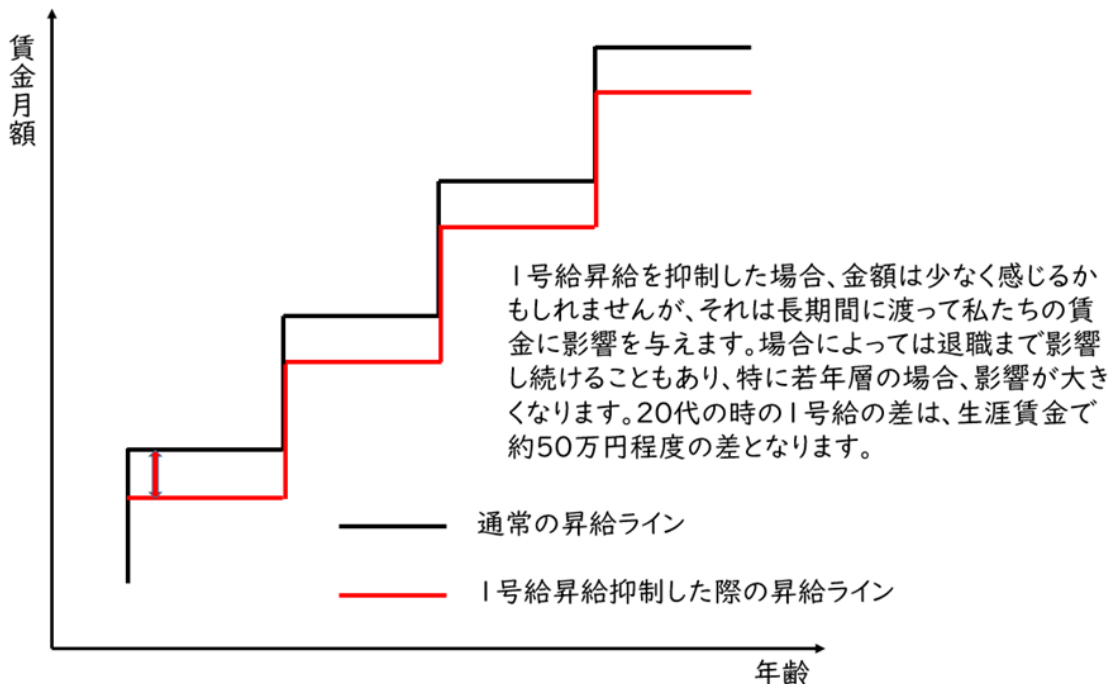 賃金月額
1号給昇給を抑制した場合、金額は少なく感じるか
もしれませんが、それは長期間に渡って私たちの賃
金に影響を与えます。場合によっては退職まで影響
し続けることもあり、特に若年層の場合、影響が大き
くなります。20代の時の1号給の差は、生涯賃金で
約50万円程度の差となります。
通常の昇給ライン
1号給昇給抑制した際の昇給ライン
年齢